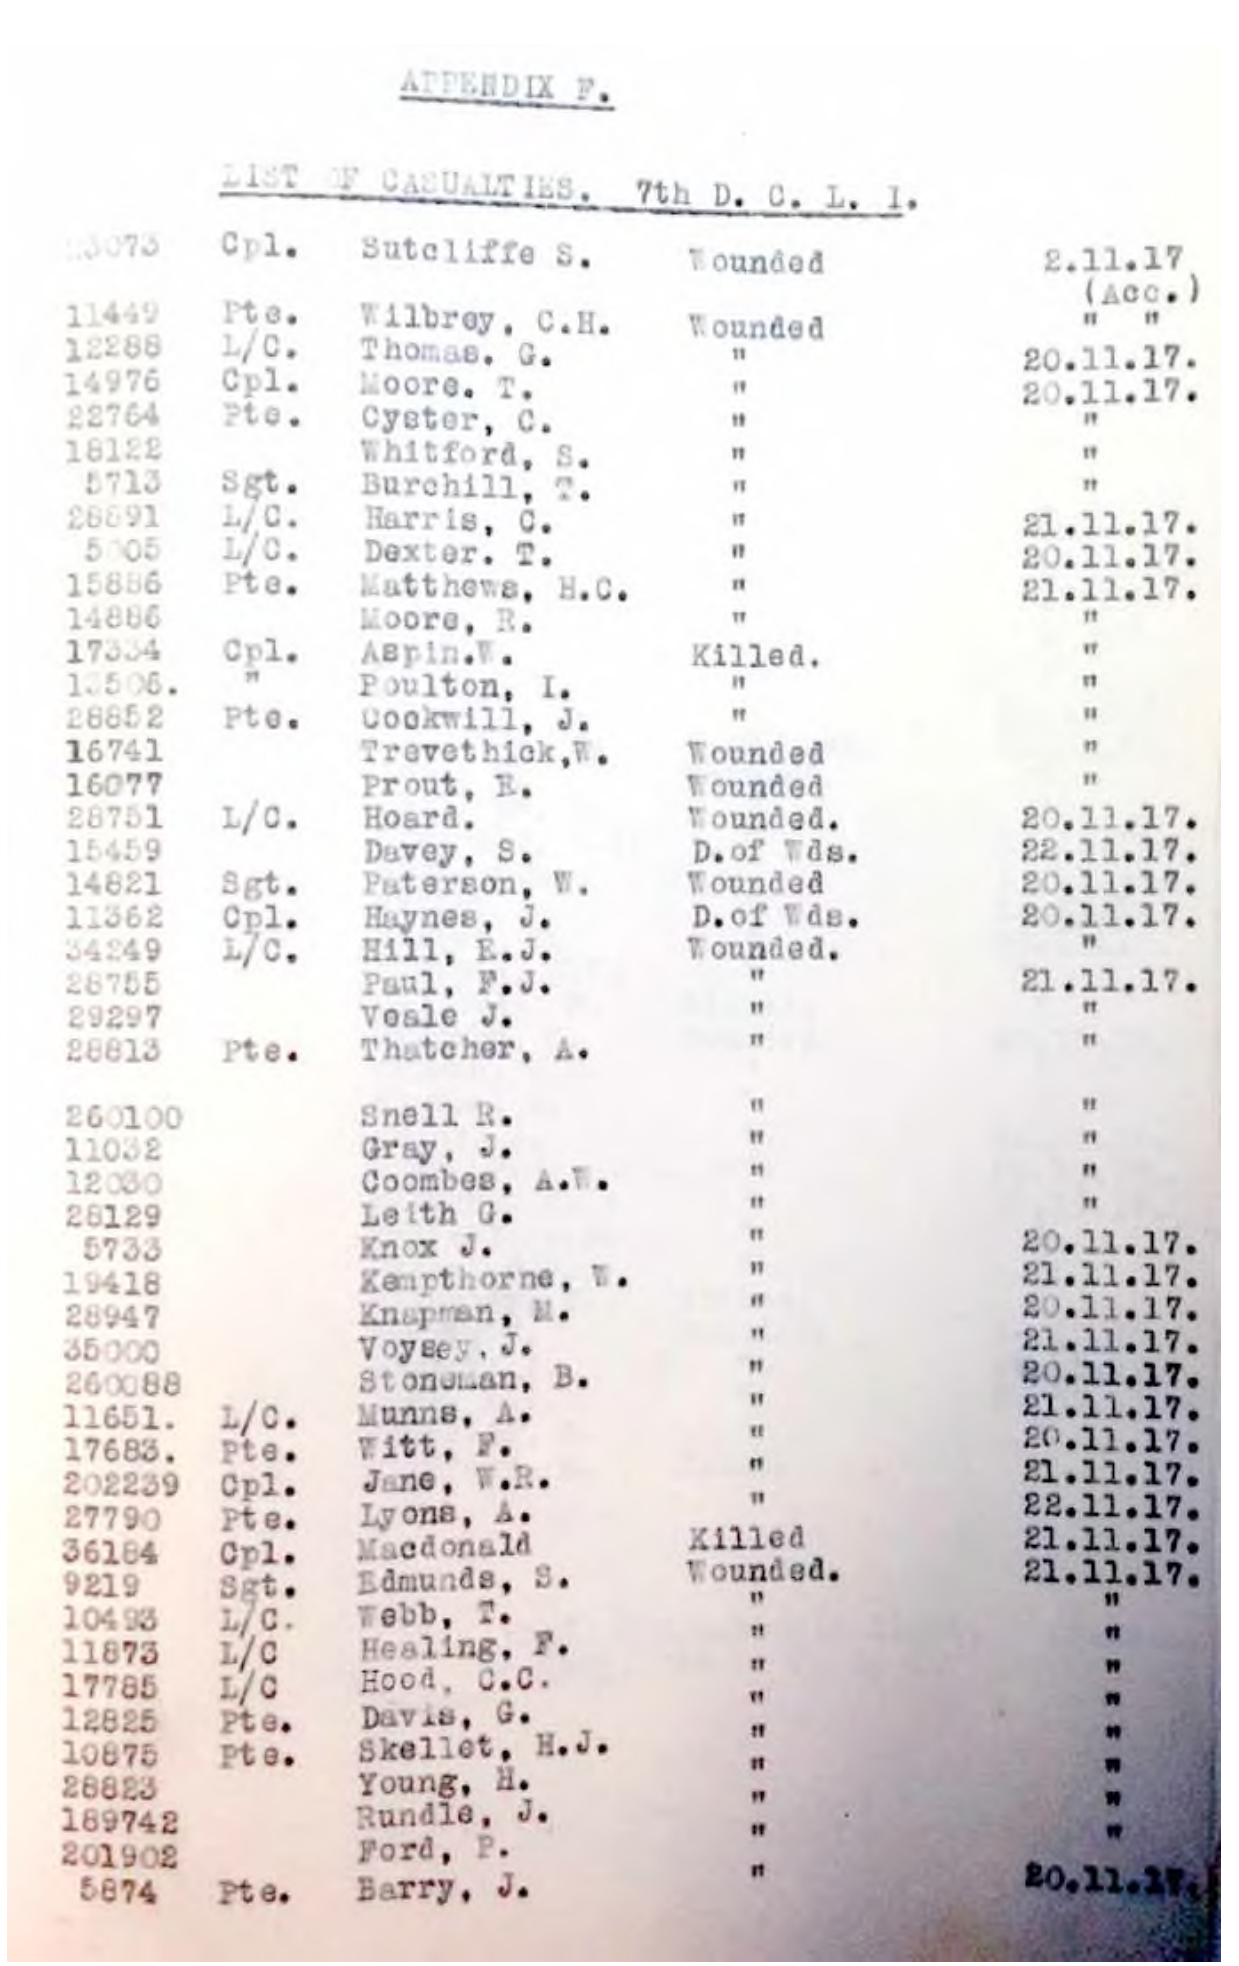 APPENDIX F.
LIST OF CASUALTIES. 7th D. C. L. I.
23073 Cpl. Sutcliffe S. Wounded 2.11.17
(Acc.)
11449 Pte. Wilbrey, C.H. Wounded " "
12288 L/C. Thomas, G. " 20.11.17.
14976 Cpl. Moore. T. " 20.11.17.
22764 Pte. Cyster, C. " "
18122 Whitford, S. " "
5713 Sgt. Burchill, T. " "
28891 L/C. Harris, C. " 21.11.17.
L/C. Dexter. T. " 20.11.17.
15886 Pte. Matthews, H.C. " 21.11.17.
14886 Moore, R. " "
17334 Cpl. Aspin.W. Killed. "
13508. " Poulton, I. " "
28852 Pte. Cockwill, J. " "
16741 Trevethick,W. Wounded "
16077 Prout, E. Wounded "
28751 L/C. Hoard. Wounded. 20.11.17.
15459 Davey, S. D.of Wds. 22.11.17.
14821 Sgt. Paterson, W. Wounded 20.11.17.
11362 Cpl. Haynes, J. D.of Wds. 20.11.17.
34249 L/C. Hill, E.J. Wounded. "
28755 Paul, F.J. " 21.11.17.
29297 Veale J. " "
28813 Pte. Thatcher, A. " "
260100 Snell R. " "
11032 Gray, J. " "
12030 Coombes, A.W. " "
28129 Leith G. " "
5733 Knox J. " 20.11.17.
19418 Kempthorne, W. " 21.11.17.
28947 Knapman, M. " 20.11.17.
35000 Voysey, J. " 21.11.17.
260088 Stoneman, B. " 20.11.17.
11651. L/C. Munns, A. " 21.11.17.
17683. Pte. Witt, F. " 20.11.17.
202239 Cpl. Jane, W.R. " 21.11.17.
27790 Pte. Lyons, A. " 22.11.17.
36184 Cpl. Macdonald Killed 21.11.17.
9219 Sgt. Edmunds, S. Wounded. 21.11.17.
10493 L/C. Webb, T. " "
11873 L/C Healing, F. " "
17785 L/C Hood, C.C. " "
12825 Pte. Davis, G. " "
10875 Pte. Skellet, H.J. " "
28823 Young, H. " "
189742 Rundle, J. " "
201902 Ford, P. " "
5874 Pte. Barry, J. " 20.11.17.